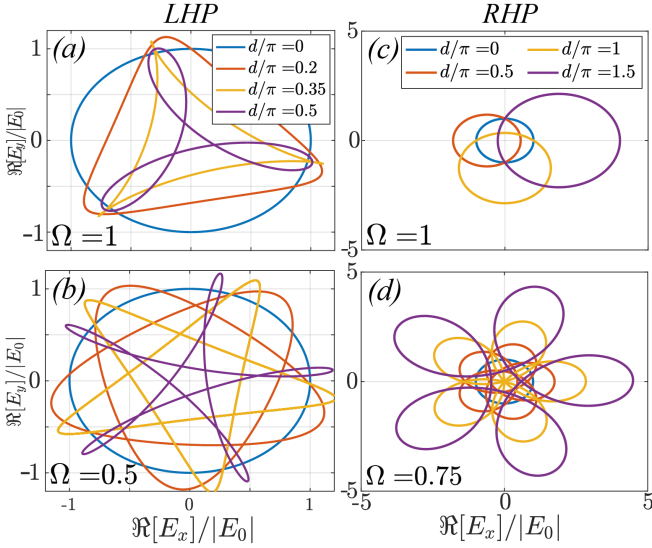 LHP
RHP
(a)
d/π = 0
d/π = 0.2
d/π = 0.35
d/π = 0.5
1
0
-1
ℜ[E_y]/|E_0|
Ω = 1
(c)
d/π = 0
d/π = 1
d/π = 0.5
d/π = 1.5
5
0
-5
Ω = 1
(b)
1
0
-1
ℜ[E_y]/|E_0|
Ω = 0.5
-1
0
1
ℜ[E_x]/|E_0|
(d)
5
0
-5
Ω = 0.75
-5
0
5
ℜ[E_x]/|E_0|